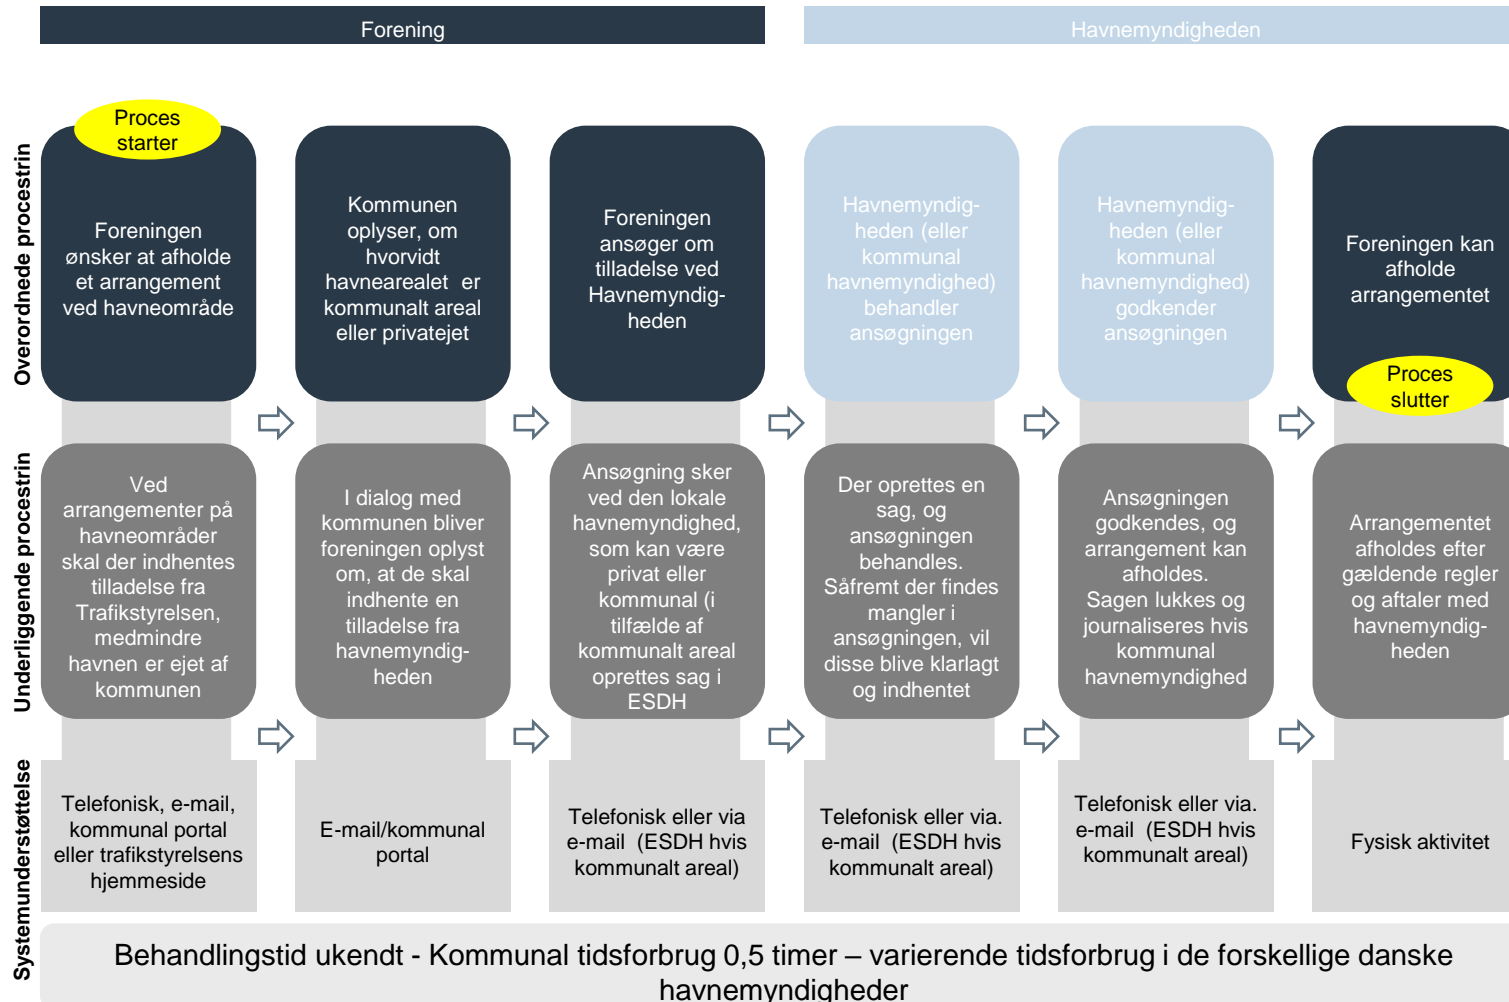 Forening
Havnemyndigheden
Overordnede procestrin
Proces
starter
Foreningen
ønsker at afholde
et arrangement
ved havneområde
Kommunen
oplyser, om
hvorvidt
havnearealet  er
kommunalt areal
eller privatejet
Foreningen
ansøger om
tilladelse ved
Havnemyndig-
heden
Havnemyndig-
heden (eller
kommunal
havnemyndighed)
behandler
ansøgningen
Havnemyndig-
heden (eller
kommunal
havnemyndighed)
godkender
ansøgningen
Foreningen kan
afholde
arrangementet
Proces
slutter
Underliggende procestrin
Ved
arrangementer på
havneområder
skal der indhentes
tilladelse fra
Trafikstyrelsen,
medmindre
havnen er ejet af
kommunen
I dialog med
kommunen bliver
foreningen oplyst
om, at de skal
indhente en
tilladelse fra
havnemyndig-
heden
Ansøgning sker
ved den lokale
havnemyndighed,
som kan være
privat eller
kommunal (i
tilfælde af
kommunalt areal
oprettes sag i
ESDH
Der oprettes en
sag, og
ansøgningen
behandles.
Såfremt der findes
mangler i
ansøgningen, vil
disse blive klarlagt
og indhentet
Ansøgningen
godkendes, og
arrangement kan
afholdes.
Sagen lukkes og
journaliseres hvis
kommunal
havnemyndighed
Arrangementet
afholdes efter
gældende regler
og aftaler med
havnemyndig-
heden
Systemunderstøttelse
Telefonisk, e-mail,
kommunal portal
eller trafikstyrelsens
hjemmeside
E-mail/kommunal
portal
Telefonisk eller via
e-mail  (ESDH hvis
kommunalt areal)
Telefonisk eller via.
e-mail  (ESDH hvis
kommunalt areal)
Telefonisk eller via.
e-mail  (ESDH hvis
kommunalt areal)
Fysisk aktivitet
Behandlingstid ukendt - Kommunal tidsforbrug 0,5 timer – varierende tidsforbrug i de forskellige danske
havnemyndigheder